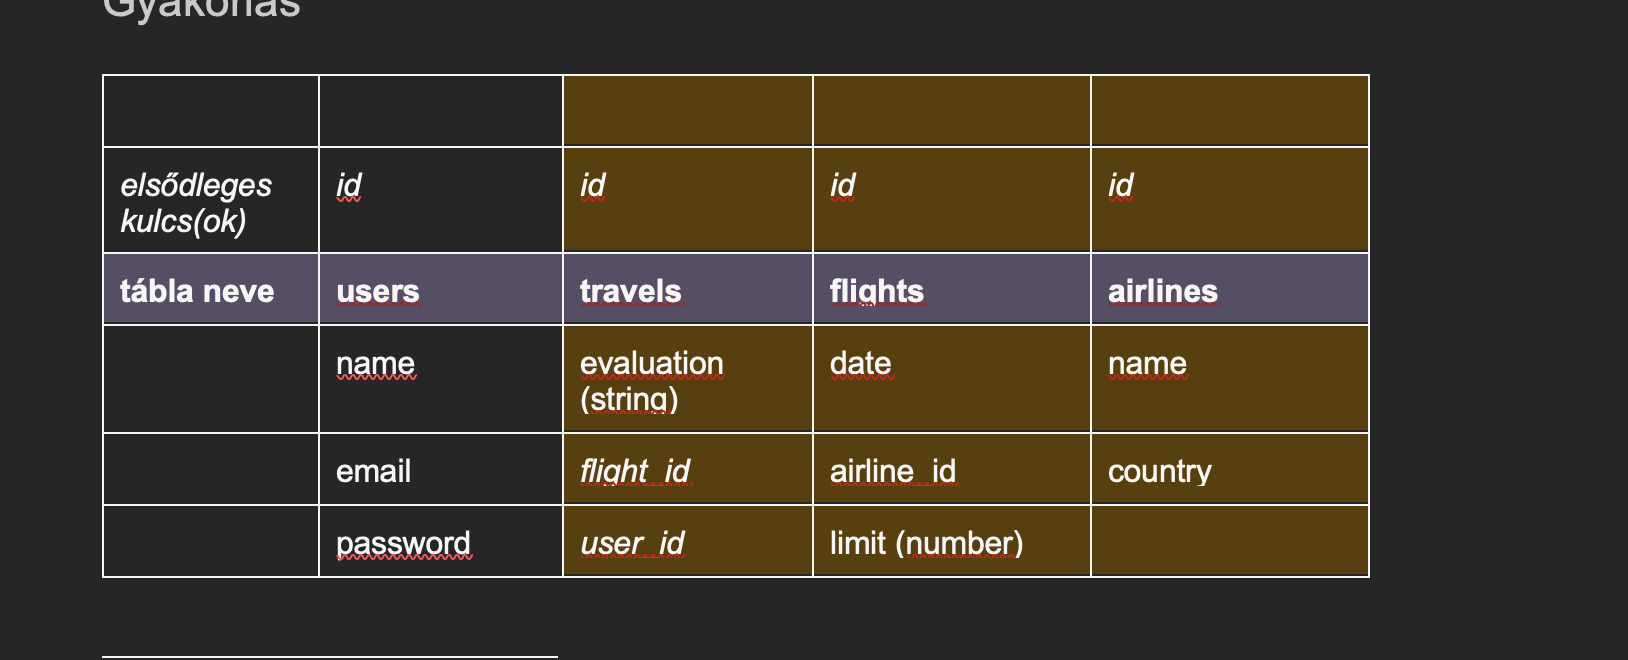 Gyakorlás
elsődleges kulcs(ok) id id id id
tábla neve users travels flights airlines
name evaluation (string) date name
email flight_id airline_id country
password user_id limit (number)